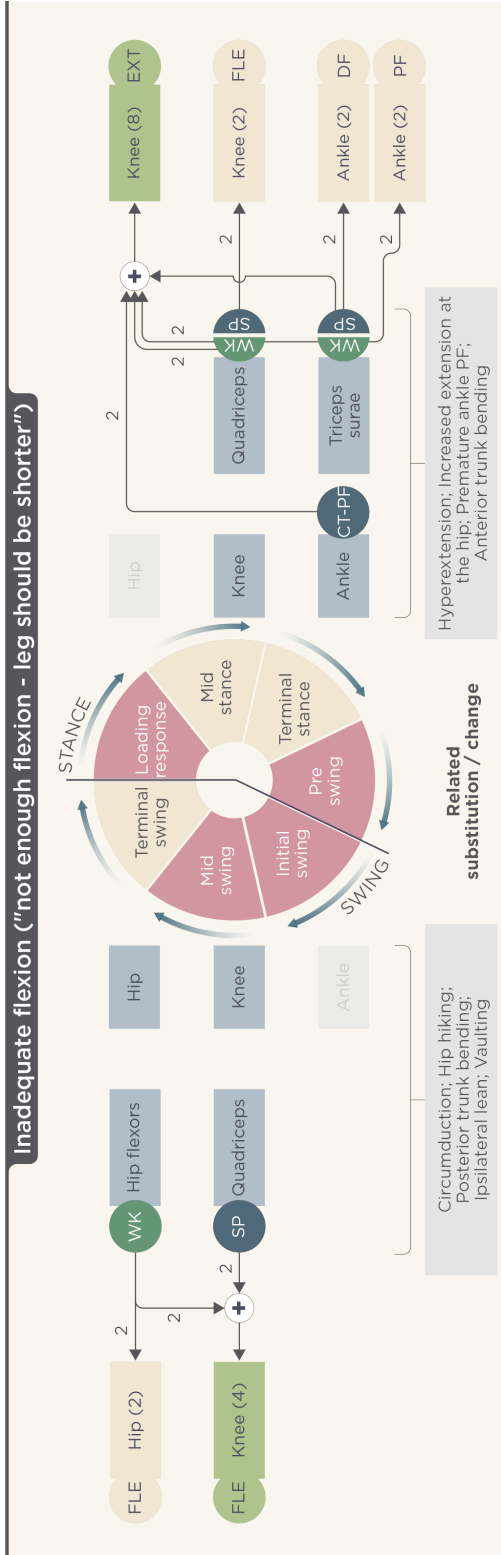 Inadequate flexion ("not enough flexion - leg should be shorter")
FLE
Hip (2)
2
WK
Hip flexors
Hip
2
FLE
Knee (4)
+
2
SP
Quadriceps
Knee
Ankle
Circumduction; Hip hiking;
Posterior trunk bending;
Ipsilateral lean; Vaulting
STANCE
Terminal
swing
Loading
response
Mid
swing
Mid
stance
Initial
swing
Terminal
stance
Pre
swing
SWING
Related
substitution / change
Hip
2
+
Knee (8)
EXT
2
2
Knee
Quadriceps
WK
SP
2
Knee (2)
FLE
Ankle
CT-PF
Triceps
surae
WK
SP
2
Ankle (2)
DF
2
Ankle (2)
PF
Hyperextension; Increased extension at
the hip; Premature ankle PF;
Anterior trunk bending